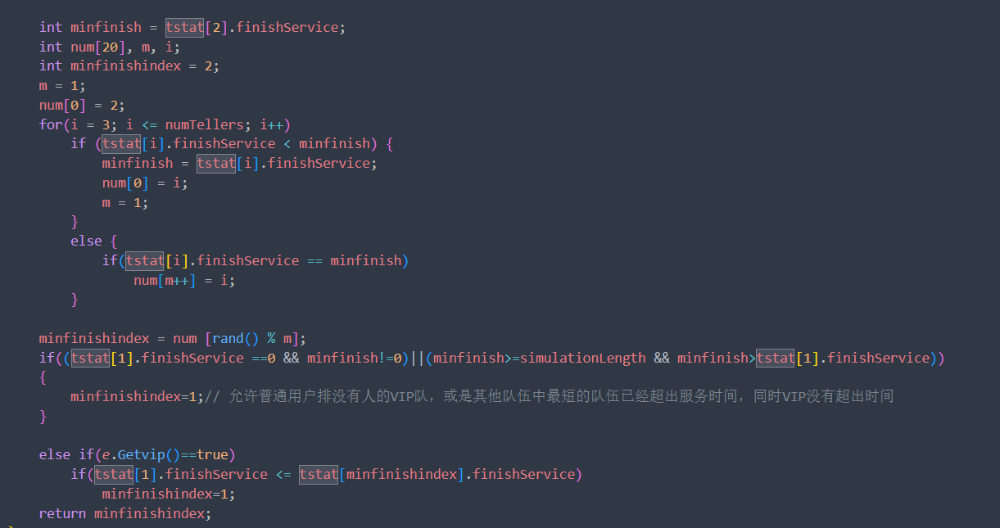 int minfinish = tstat[2].finishService;
int num[20], m, i;
int minfinishindex = 2;
m = 1;
num[0] = 2;
for(i = 3; i <= numTellers; i++)
if (tstat[i].finishService < minfinish) {
minfinish = tstat[i].finishService;
num[0] = i;
m = 1;
}
else {
if(tstat[i].finishService == minfinish)
num[m++] = i;
}
minfinishindex = num [rand() % m];
if((tstat[1].finishService ==0 && minfinish!=0)||(minfinish>=simulationLength && minfinish>tstat[1].finishService))
{
minfinishindex=1;// 允许普通用户排没有人的VIP队，或是其他队伍中最短的队伍已经超出服务时间，同时VIP没有超出时间
}
else if(e.Getvip()==true)
if(tstat[1].finishService <= tstat[minfinishindex].finishService)
minfinishindex=1;
return minfinishindex;